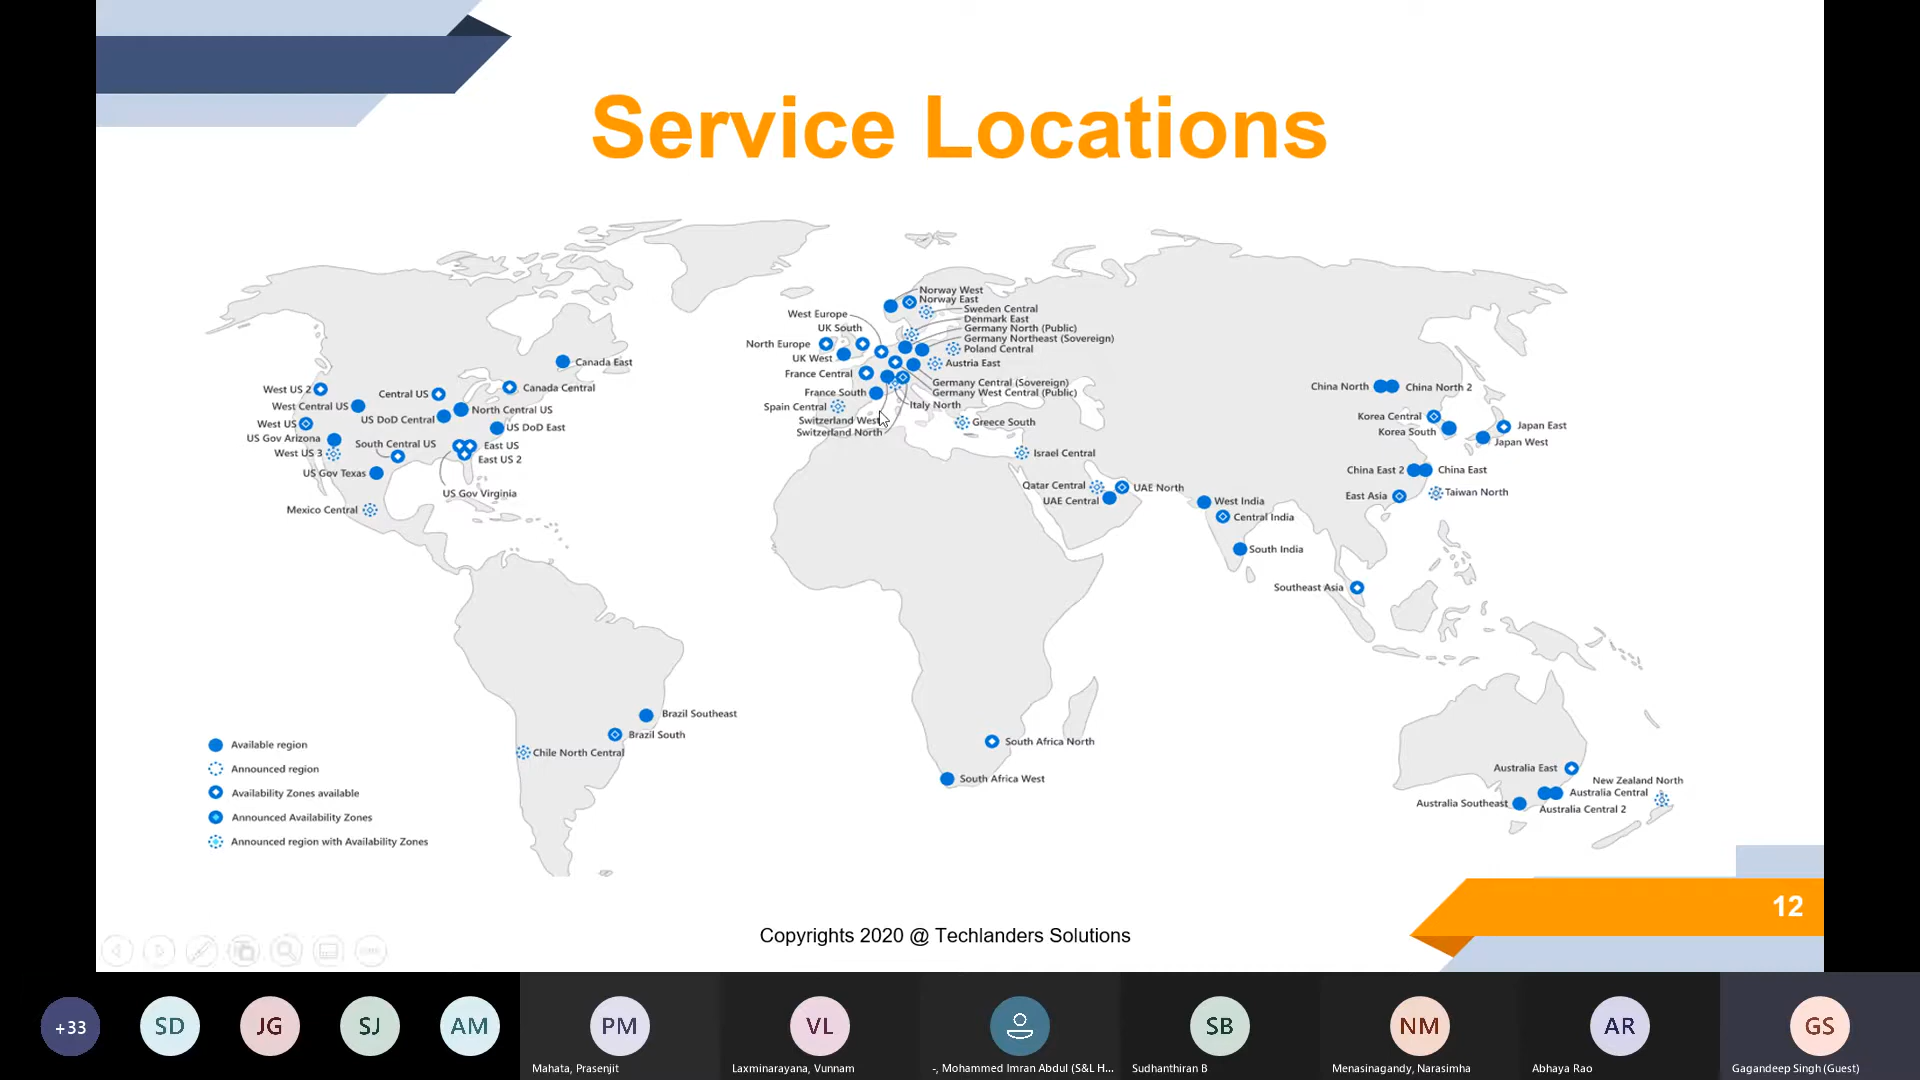 Service Locations
Norway West
Norway East
Sweden Central
Denmark East
Germany North (Public)
Germany Northeast (Sovereign)
Poland Central
Austria East
Germany Central (Sovereign)
Germany West Central (Public)
Italy North
Greece South
Israel Central
West Europe
UK South
North Europe
UK West
France Central
France South
Spain Central
Switzerland West
Switzerland North
Canada East
Canada Central
West US 2
Central US
West Central US
North Central US
US DoD Central
US DoD East
West US
US Gov Arizona
South Central US
East US
West US 3
East US 2
US Gov Texas
US Gov Virginia
Mexico Central
Qatar Central
UAE North
UAE Central
West India
Central India
South India
Southeast Asia
China North
China North 2
Korea Central
Korea South
Japan East
Japan West
China East 2
China East
East Asia
Taiwan North
Brazil Southeast
Brazil South
Chile North Central
South Africa North
South Africa West
Australia East
New Zealand North
Australia Central
Australia Southeast
Australia Central 2
Available region
Announced region
Availability Zones available
Announced Availability Zones
Announced region with Availability Zones
12
Copyrights 2020 @ Techlanders Solutions
+33
SD
JG
SJ
AM
PM
VL
SB
NM
AR
GS
Mahata, Prasenjit
Laxminarayana, Vunnam
-, Mohammed Imran Abdul (S&L H...
Sudhanthiran B
Menasinagandy, Narasimha
Abhaya Rao
Gagandeep Singh (Guest)